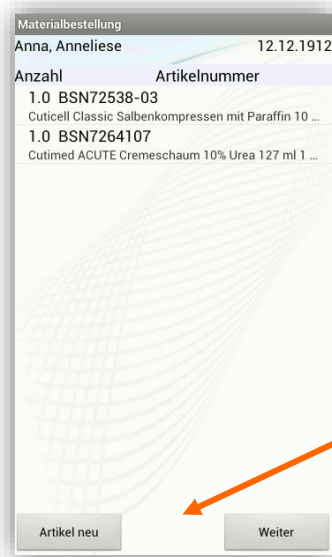 Materialbestellung
Anna, Anneliese 12.12.1912
Anzahl Artikelnummer
1.0 BSN72538-03
Cuticell Classic Salbenkompressen mit Paraffin 10 ...
1.0 BSN7264107
Cutimed ACUTE Cremeschaum 10% Urea 127 ml 1 ...
Artikel neu Weiter